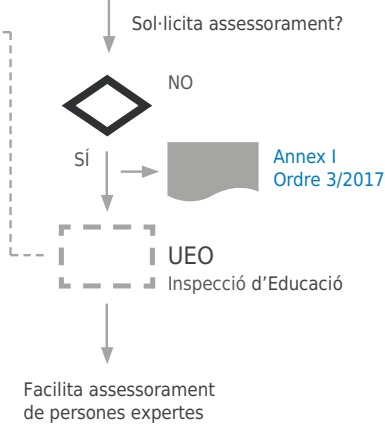 Sol·licita assessorament?
NO
SÍ
Annex I
Ordre 3/2017
UEO
Inspecció d’Educació
Facilita assessorament
de persones expertes